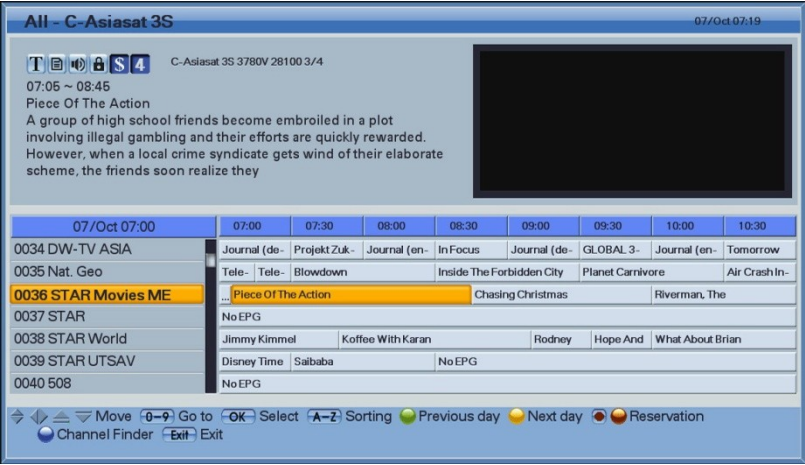 All - C-Asiasat 3S 07/Oct 07:19
T S 4 C-Asiasat 3S 3780V 28100 3/4
07:05 ~ 08:45
Piece Of The Action
A group of high school friends become embroiled in a plot
involving illegal gambling and their efforts are quickly rewarded.
However, when a local crime syndicate gets wind of their elaborate
scheme, the friends soon realize they
07/Oct 07:00 07:00 07:30 08:00 08:30 09:00 09:30 10:00 10:30
0034 DW-TV ASIA Journal (de- Projekt Zuk- Journal (en- In Focus Journal (de- GLOBAL 3- Journal (en- Tomorrow
0035 Nat. Geo Tele- Tele- Blowdown Inside The Forbidden City Planet Carnivore Air Crash In-
0036 STAR Movies ME ... Piece Of The Action Chasing Christmas Riverman, The
0037 STAR No EPG
0038 STAR World Jimmy Kimmel Koffee With Karan Rodney Hope And What About Brian
0039 STAR UTSAV Disney Time Saibaba No EPG
0040 508 No EPG
Move 0-9 Go to OK Select A-Z Sorting Previous day Next day Reservation
Channel Finder Exit Exit